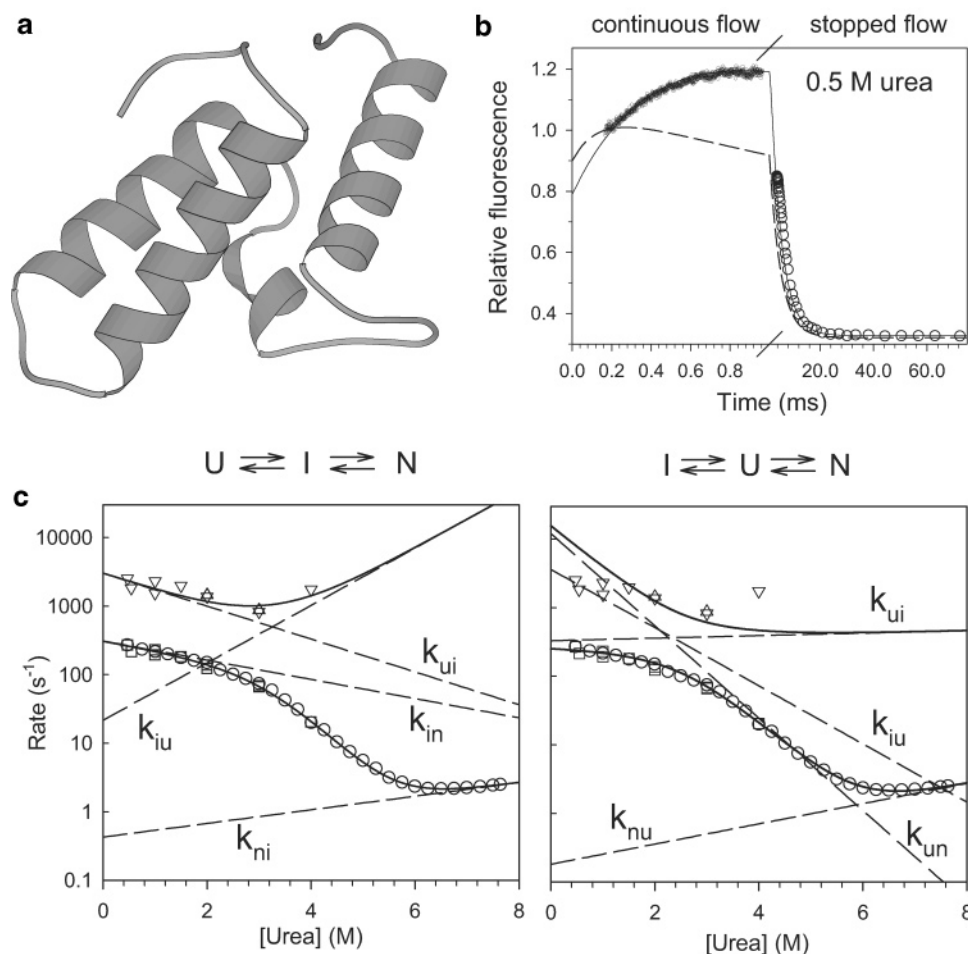 a
b
continuous flow
stopped flow
0.5 M urea
Relative fluorescence
1.2
1.0
0.8
0.6
0.4
0.0 0.2 0.4 0.6 0.8 20.0 40.0 60.0
Time (ms)
U ⇌ I ⇌ N
I ⇌ U ⇌ N
c
Rate (s⁻¹)
10000
1000
100
10
1
0.1
k_ui
k_in
k_iu
k_ni
0 2 4 6 8
[Urea] (M)
k_ui
k_iu
k_nu
k_un
0 2 4 6 8
[Urea] (M)